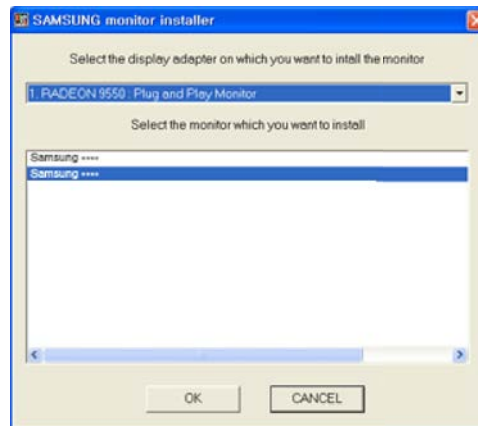 SAMSUNG monitor installer
Select the display adapter on which you want to intall the monitor
1. RADEON 9550 : Plug and Play Monitor
Select the monitor which you want to install
Samsung ····
Samsung ····
OK
CANCEL